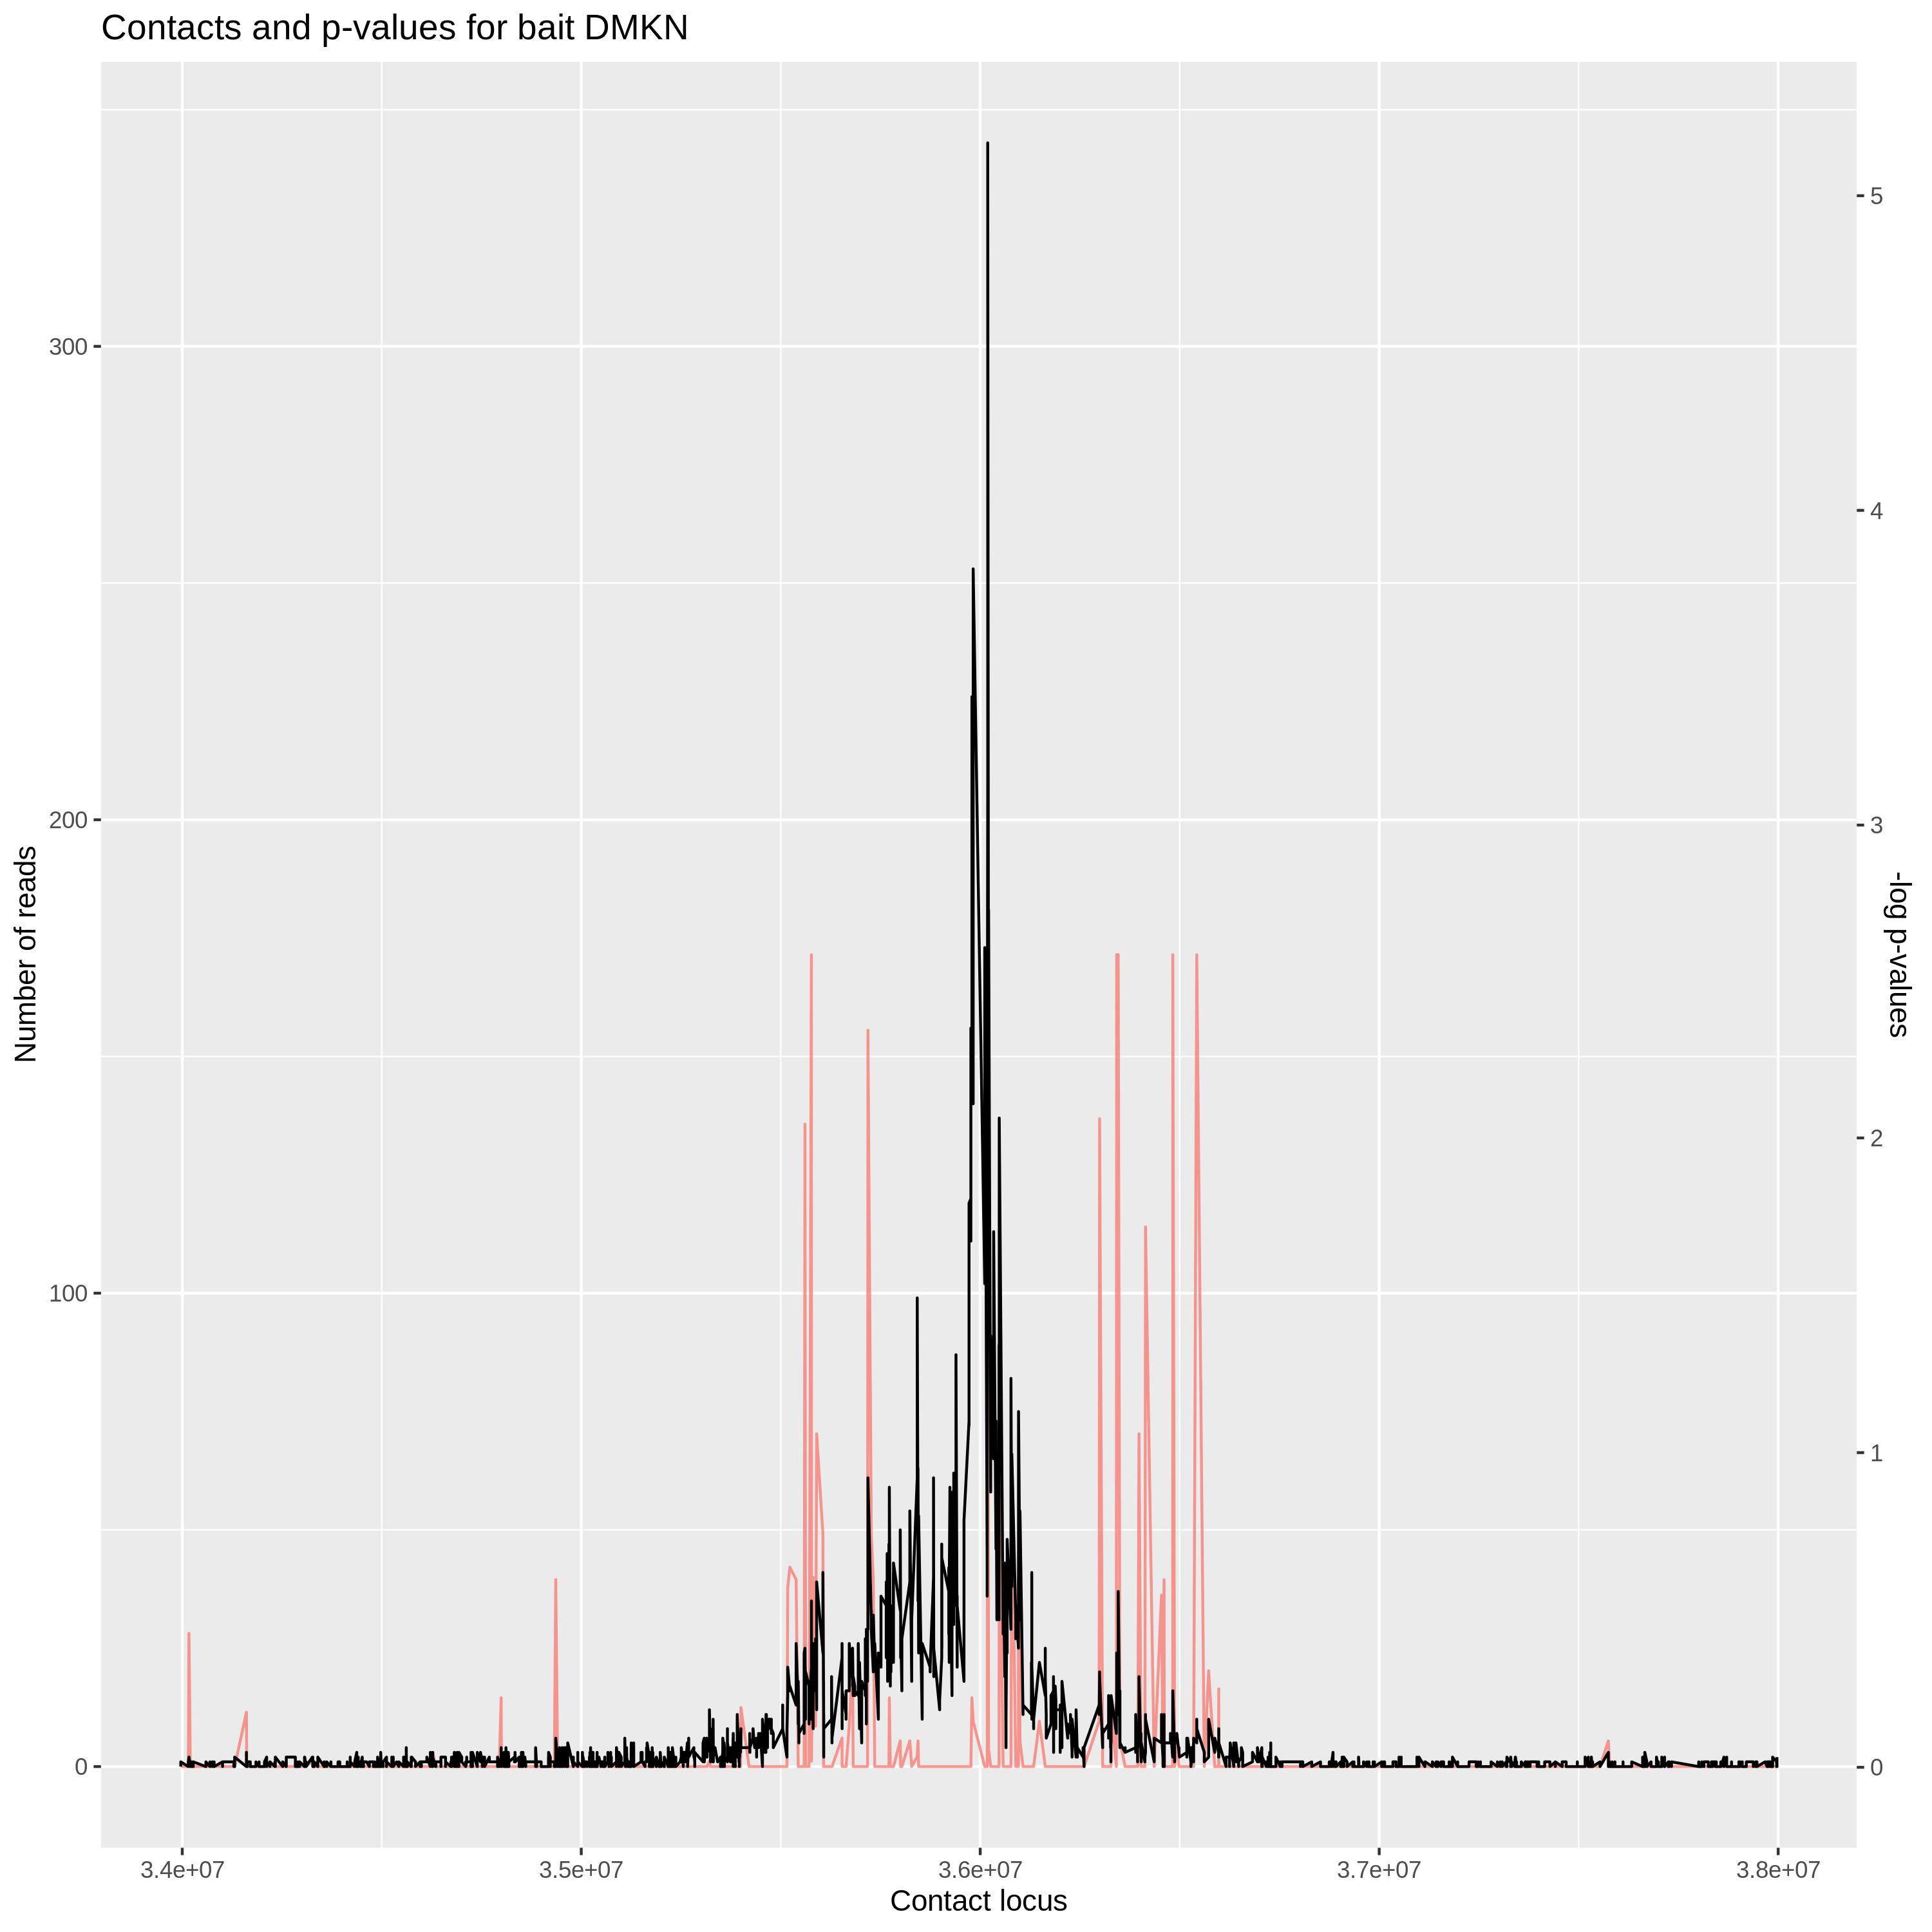 Contacts and p-values for bait DMKN
Number of reads
300
200
100
0
5
4
3
2
1
0
-log p-values
3.4e+07
3.5e+07
3.6e+07
3.7e+07
3.8e+07
Contact locus